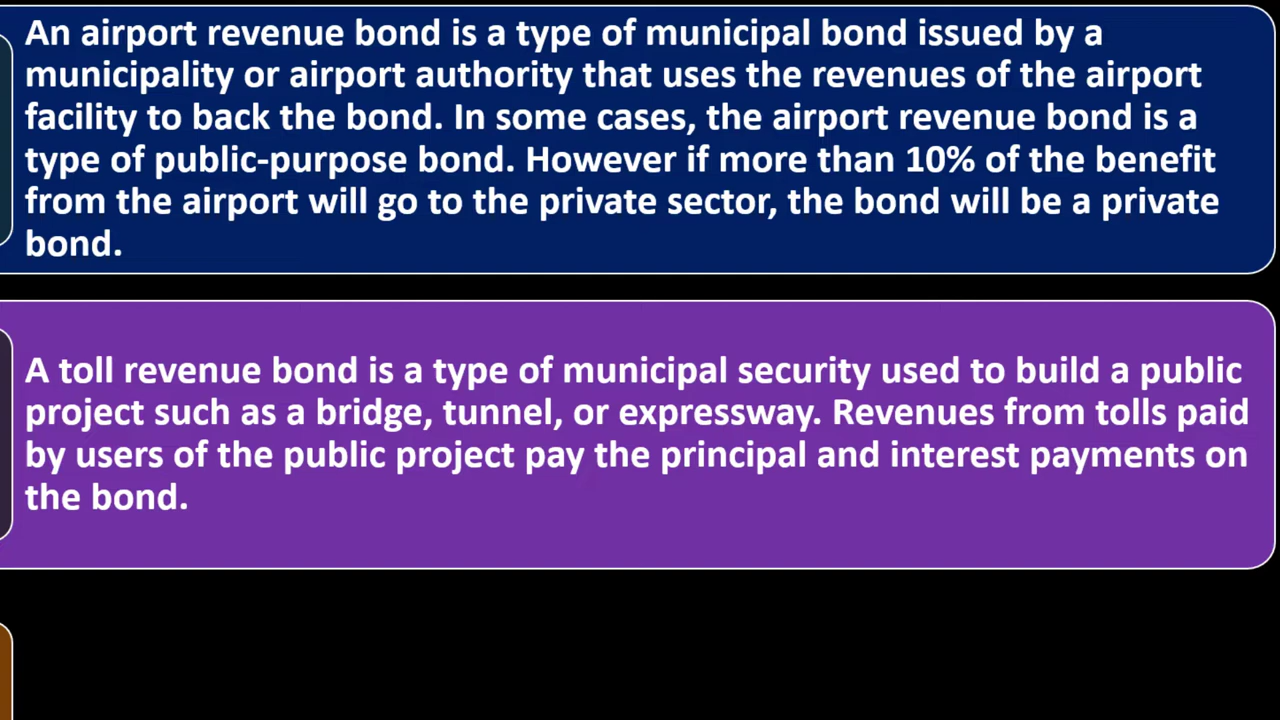 An airport revenue bond is a type of municipal bond issued by a
municipality or airport authority that uses the revenues of the airport
facility to back the bond. In some cases, the airport revenue bond is a
type of public-purpose bond. However if more than 10% of the benefit
from the airport will go to the private sector, the bond will be a private
bond.
A toll revenue bond is a type of municipal security used to build a public
project such as a bridge, tunnel, or expressway. Revenues from tolls paid
by users of the public project pay the principal and interest payments on
the bond.